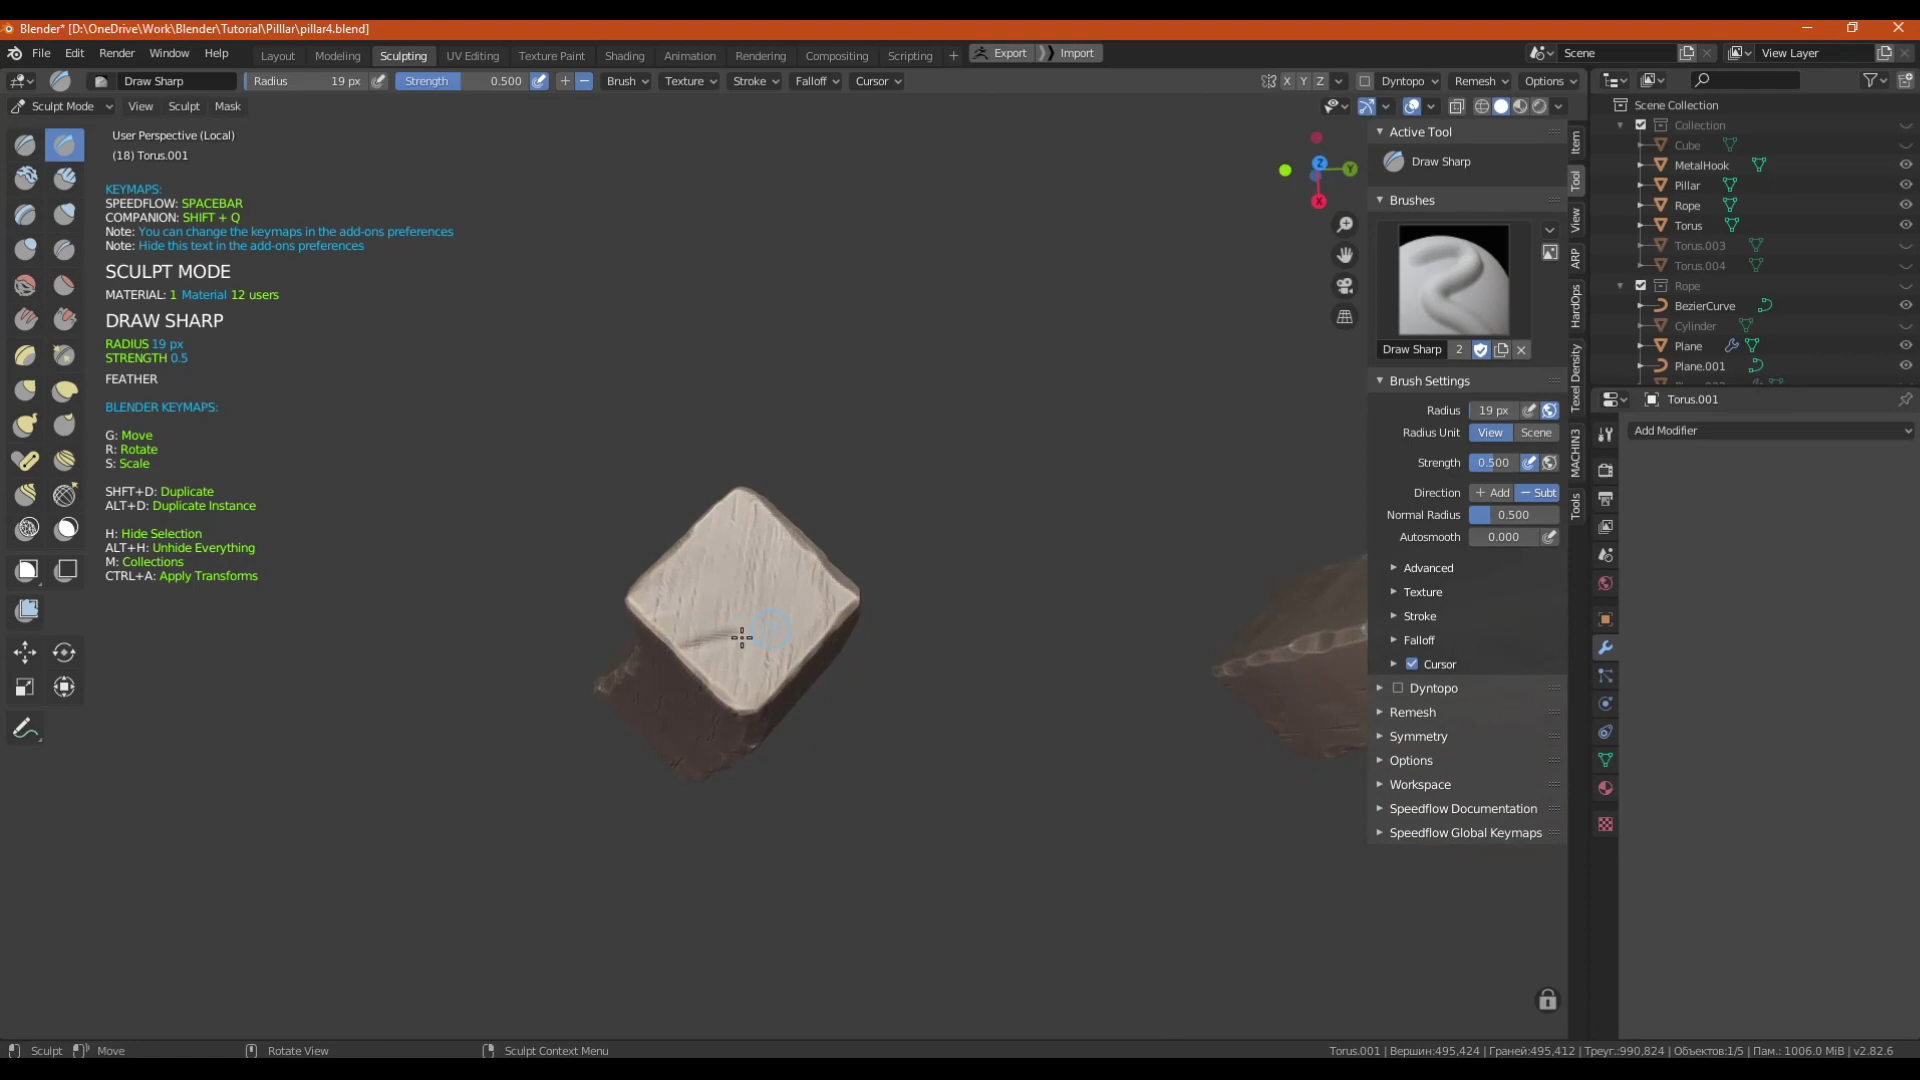 Blender* [D:\OneDrive\Work\Blender\Tutorial\Pilllar\pillar4.blend]
File Edit Render Window Help
Layout Modeling Sculpting UV Editing Texture Paint Shading Animation Rendering Compositing Scripting + Export Import
Scene View Layer
Draw Sharp Radius 19 px Strength 0.500 Brush Texture Stroke Falloff Cursor
X Y Z Dyntopo Remesh Options
Sculpt Mode View Sculpt Mask
User Perspective (Local)
(18) Torus.001
KEYMAPS:
SPEEDFLOW: SPACEBAR
COMPANION: SHIFT + Q
Note: You can change the keymaps in the add-ons preferences
Note: Hide this text in the add-ons preferences
SCULPT MODE
MATERIAL: 1 Material 12 users
DRAW SHARP
RADIUS 19 px
STRENGTH 0.5
FEATHER
BLENDER KEYMAPS:
G: Move
R: Rotate
S: Scale
SHFT+D: Duplicate
ALT+D: Duplicate Instance
H: Hide Selection
ALT+H: Unhide Everything
M: Collections
CTRL+A: Apply Transforms
Z
Y
X
Active Tool
Draw Sharp
Brushes
Draw Sharp 2
Brush Settings
Radius 19 px
Radius Unit View Scene
Strength 0.500
Direction + Add − Subt
Normal Radius 0.500
Autosmooth 0.000
Advanced
Texture
Stroke
Falloff
Cursor
Dyntopo
Remesh
Symmetry
Options
Workspace
Speedflow Documentation
Speedflow Global Keymaps
Item
Tool
View
ARP
HardOps
Texel Density
MACHIN3
Tools
Scene Collection
Collection
Cube
MetalHook
Pillar
Rope
Torus
Torus.003
Torus.004
Rope
BezierCurve
Cylinder
Plane
Plane.001
Torus.001
Add Modifier
Sculpt Move Rotate View Sculpt Context Menu
Torus.001 | Вершин:495,424 | Граней:495,412 | Треуг.:990,824 | Объектов:1/5 | Пам.: 1006.0 MiB | v2.82.6